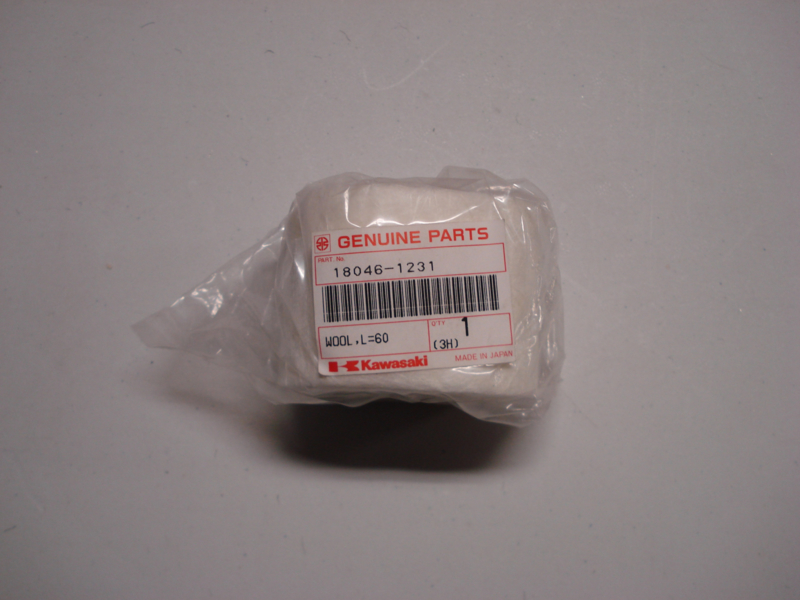 GENUINE PARTS
PART. No.
18046-1231
WOOL,L=60
Q'TY
1
(3H)
Kawasaki
MADE IN JAPAN